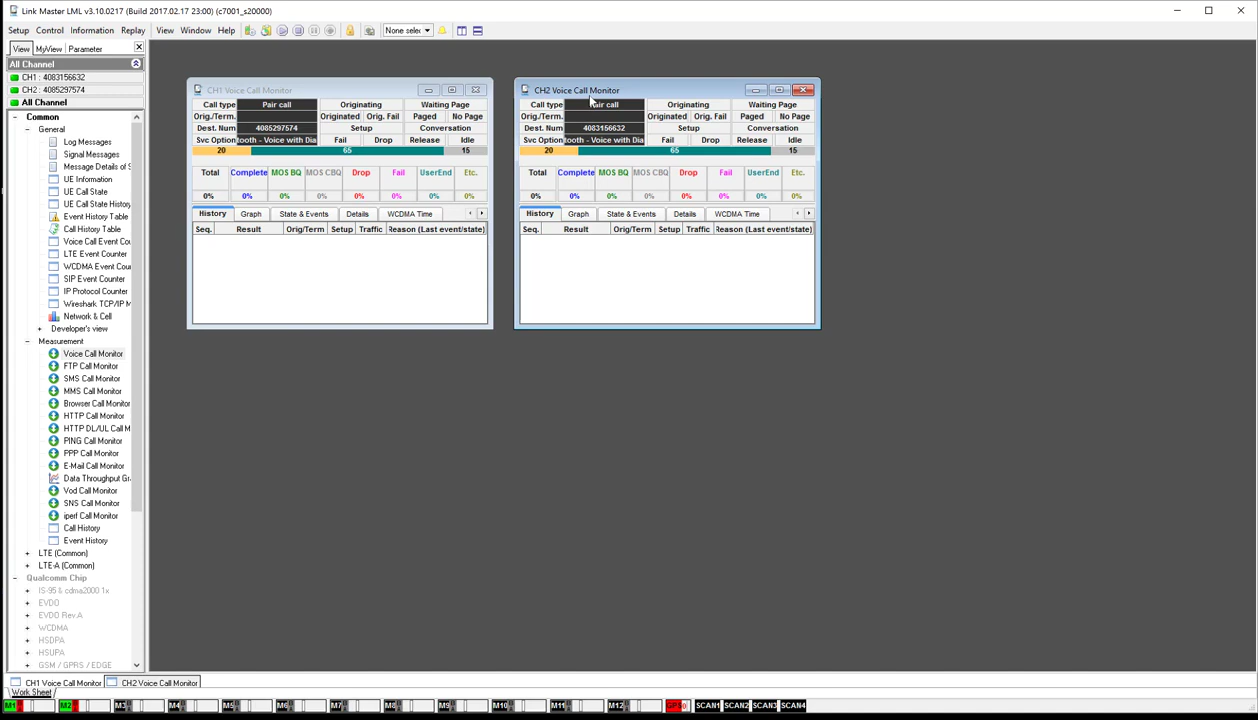 Link Master LML v3.10.0217 (Build 2017.02.17 23:00) (c7001_s20000)
Setup Control Information Replay View Window Help None selec
View MyView Parameter
All Channel
CH1 : 4083156632
CH2 : 4085297574
All Channel
Common
General
Log Messages
Signal Messages
Message Details of S
UE Information
UE Call State
UE Call State History
Event History Table
Call History Table
Voice Call Event Cou
LTE Event Counter
WCDMA Event Coun
SIP Event Counter
IP Protocol Counter
Wireshark TCP/IP M
Network & Cell
Developer's view
Measurement
Voice Call Monitor
FTP Call Monitor
SMS Call Monitor
MMS Call Monitor
Browser Call Monitor
HTTP Call Monitor
HTTP DL/UL Call M
PING Call Monitor
PPP Call Monitor
E-Mail Call Monitor
Data Throughput Gra
Vod Call Monitor
SNS Call Monitor
iperf Call Monitor
Call History
Event History
LTE (Common)
LTE-A (Common)
Qualcomm Chip
IS-95 & cdma2000 1x
EVDO
EVDO Rev.A
WCDMA
HSDPA
HSUPA
GSM / GPRS / EDGE
CH1 Voice Call Monitor
Call type Pair call Originating Waiting Page
Orig./Term. Originated Orig. Fail Paged No Page
Dest. Num 4085297574 Setup Conversation
Svc Option tooth - Voice with Dia Fail Drop Release Idle
20 65 15
Total Complete MOS BQ MOS CBQ Drop Fail UserEnd Etc.
0% 0% 0% 0% 0% 0% 0% 0%
History Graph State & Events Details WCDMA Time
Seq. Result Orig/Term Setup Traffic Reason (Last event/state)
CH2 Voice Call Monitor
Call type Pair call Originating Waiting Page
Orig./Term. Originated Orig. Fail Paged No Page
Dest. Num 4083156632 Setup Conversation
Svc Option tooth - Voice with Dia Fail Drop Release Idle
20 65 15
Total Complete MOS BQ MOS CBQ Drop Fail UserEnd Etc.
0% 0% 0% 0% 0% 0% 0% 0%
History Graph State & Events Details WCDMA Time
Seq. Result Orig/Term Setup Traffic Reason (Last event/state)
CH1 Voice Call Monitor CH2 Voice Call Monitor
Work Sheet
M1 M2 M3 M4 M5 M6 M7 M8 M9 M10 M11 M12 GPS SCAN1 SCAN2 SCAN3 SCAN4